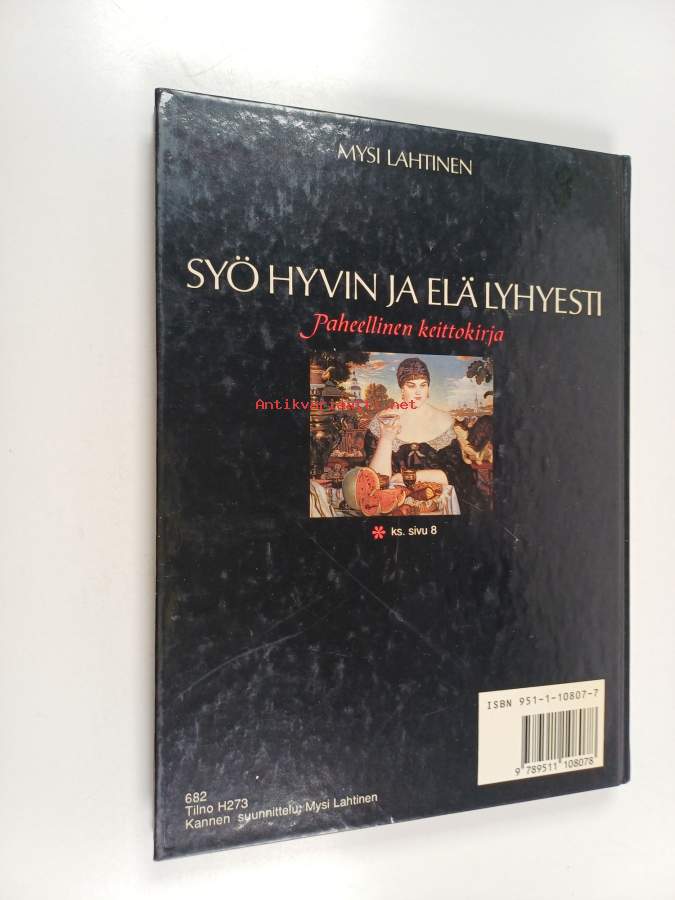 MYSI LAHTINEN
SYÖ HYVIN JA ELÄ LYHYESTI
Paheellinen keittokirja
Antikvariaatti.net
* ks. sivu 8
ISBN 951-1-10807-7
9 789511 108078
682
Tilno H273
Kannen suunnittelu: Mysi Lahtinen